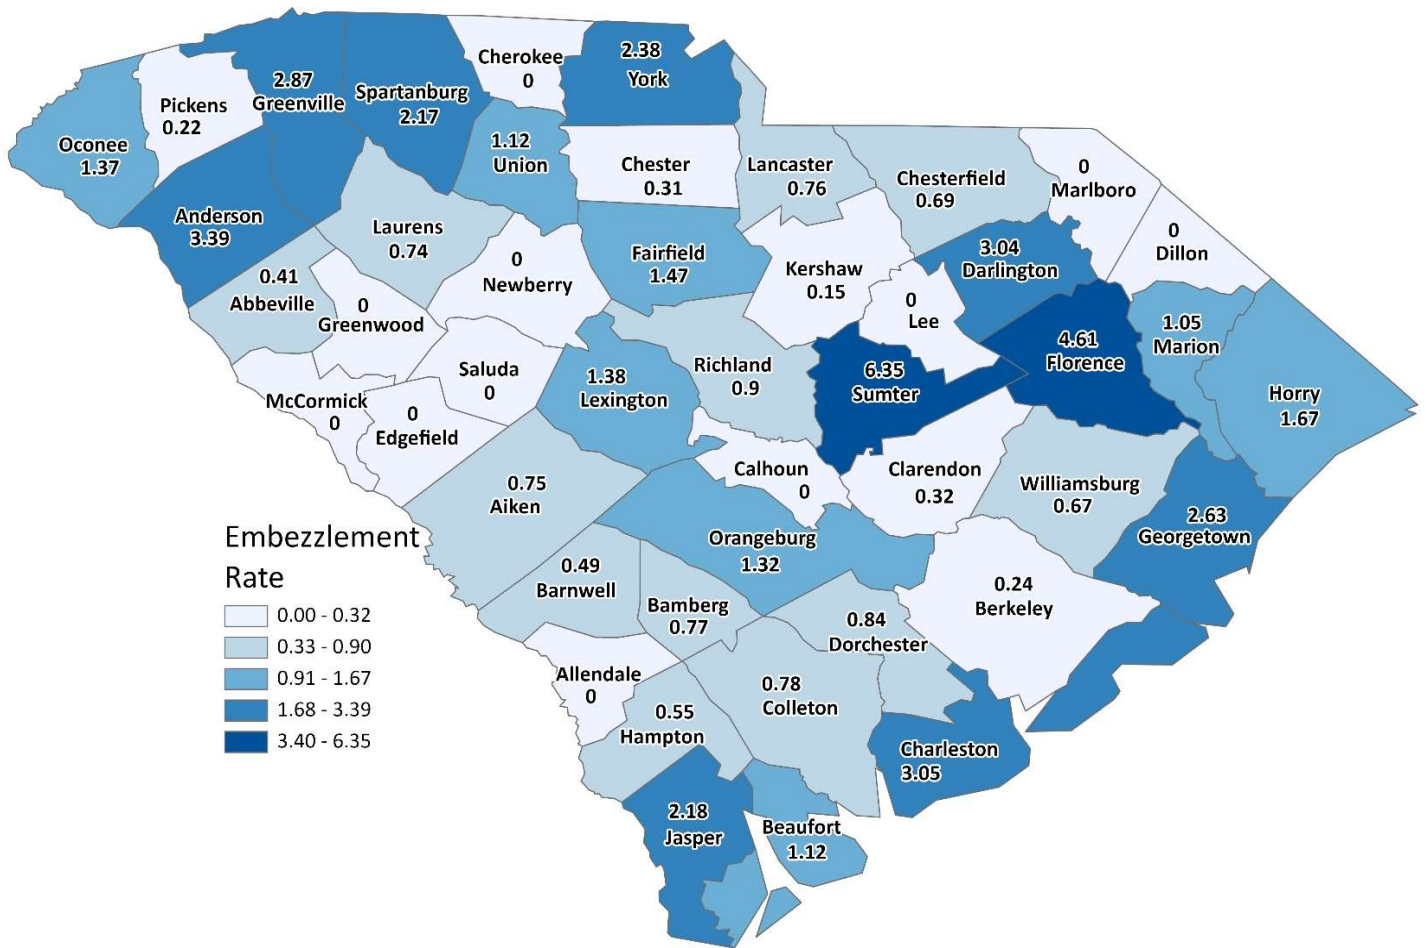 Cherokee
0
2.38
York
2.87
Greenville
Spartanburg
2.17
Pickens
0.22
Oconee
1.37
1.12
Union
Chester
0.31
Lancaster
0.76
Chesterfield
0.69
0
Marlboro
Anderson
3.39
Laurens
0.74
0
Dillon
Fairfield
1.47
3.04
Darlington
0
Newberry
0.41
Abbeville
Kershaw
0.15
0
Greenwood
0
Lee
1.05
Marion
4.61
Florence
Saluda
0
Richland
0.9
1.38
Lexington
6.35
Sumter
Horry
1.67
McCormick
0
0
Edgefield
Calhoun
0
Clarendon
0.32
Williamsburg
0.67
0.75
Aiken
2.63
Georgetown
Orangeburg
1.32
0.49
Barnwell
0.24
Berkeley
Bamberg
0.77
0.84
Dorchester
Allendale
0
0.78
Colleton
0.55
Hampton
Charleston
3.05
2.18
Jasper
Beaufort
1.12
Embezzlement
Rate
0.00 - 0.32
0.33 - 0.90
0.91 - 1.67
1.68 - 3.39
3.40 - 6.35